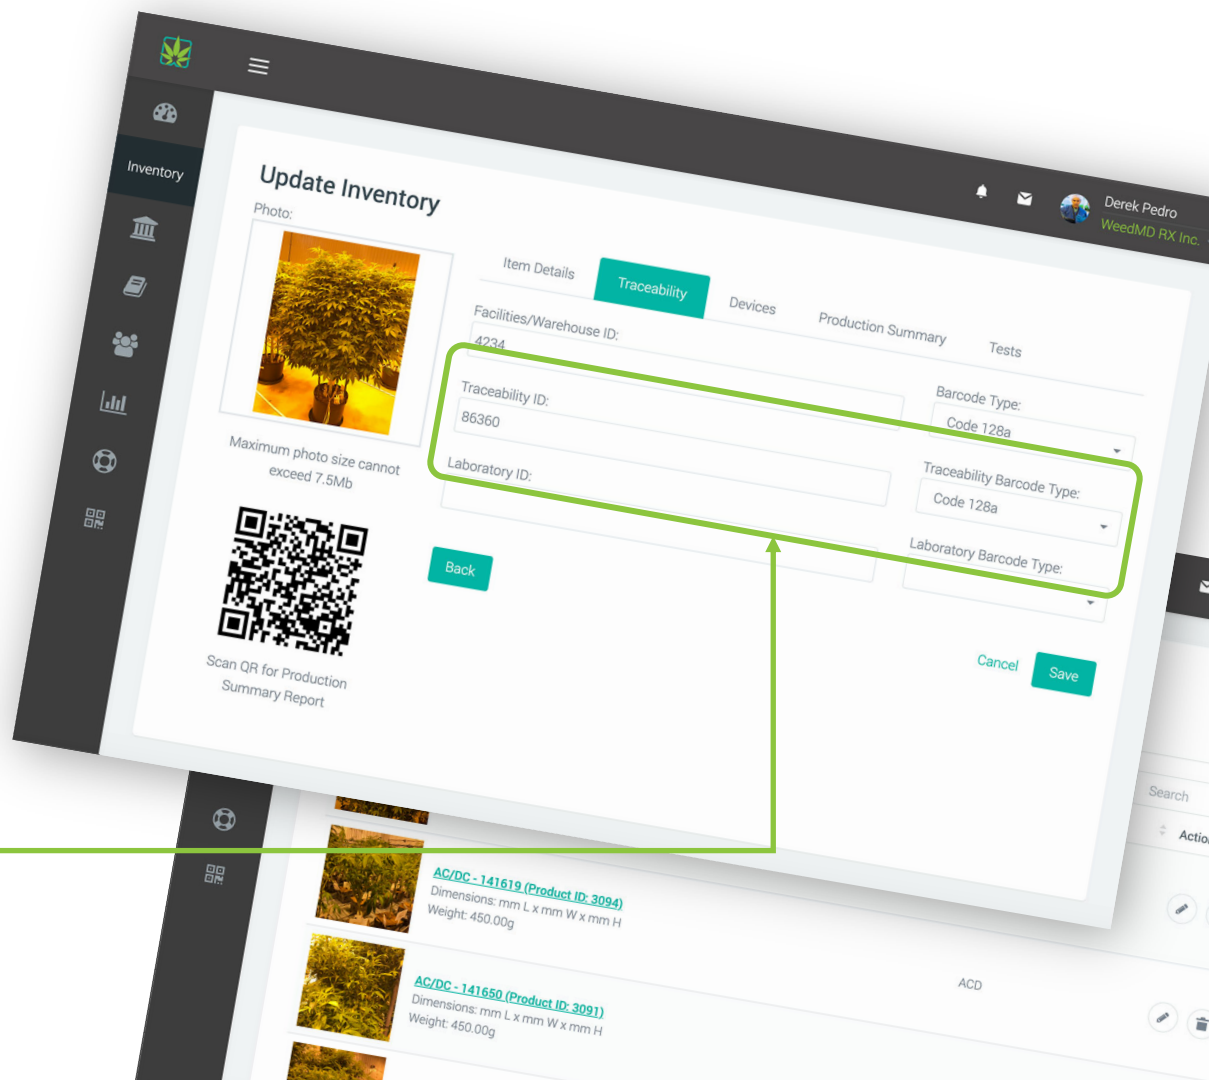 Inventory
Derek Pedro
WeedMD RX Inc.
Update Inventory
Photo:
Maximum photo size cannot
exceed 7.5Mb
Scan QR for Production
Summary Report
Item Details
Traceability
Devices
Production Summary
Tests
Facilities/Warehouse ID:
4234
Barcode Type:
Code 128a
Traceability ID:
86360
Traceability Barcode Type:
Code 128a
Laboratory ID:
Laboratory Barcode Type:
Back
Cancel
Save
Search
Actio
AC/DC - 141619 (Product ID: 3094)
Dimensions: mm L x mm W x mm H
Weight: 450.00g
ACD
AC/DC - 141650 (Product ID: 3091)
Dimensions: mm L x mm W x mm H
Weight: 450.00g